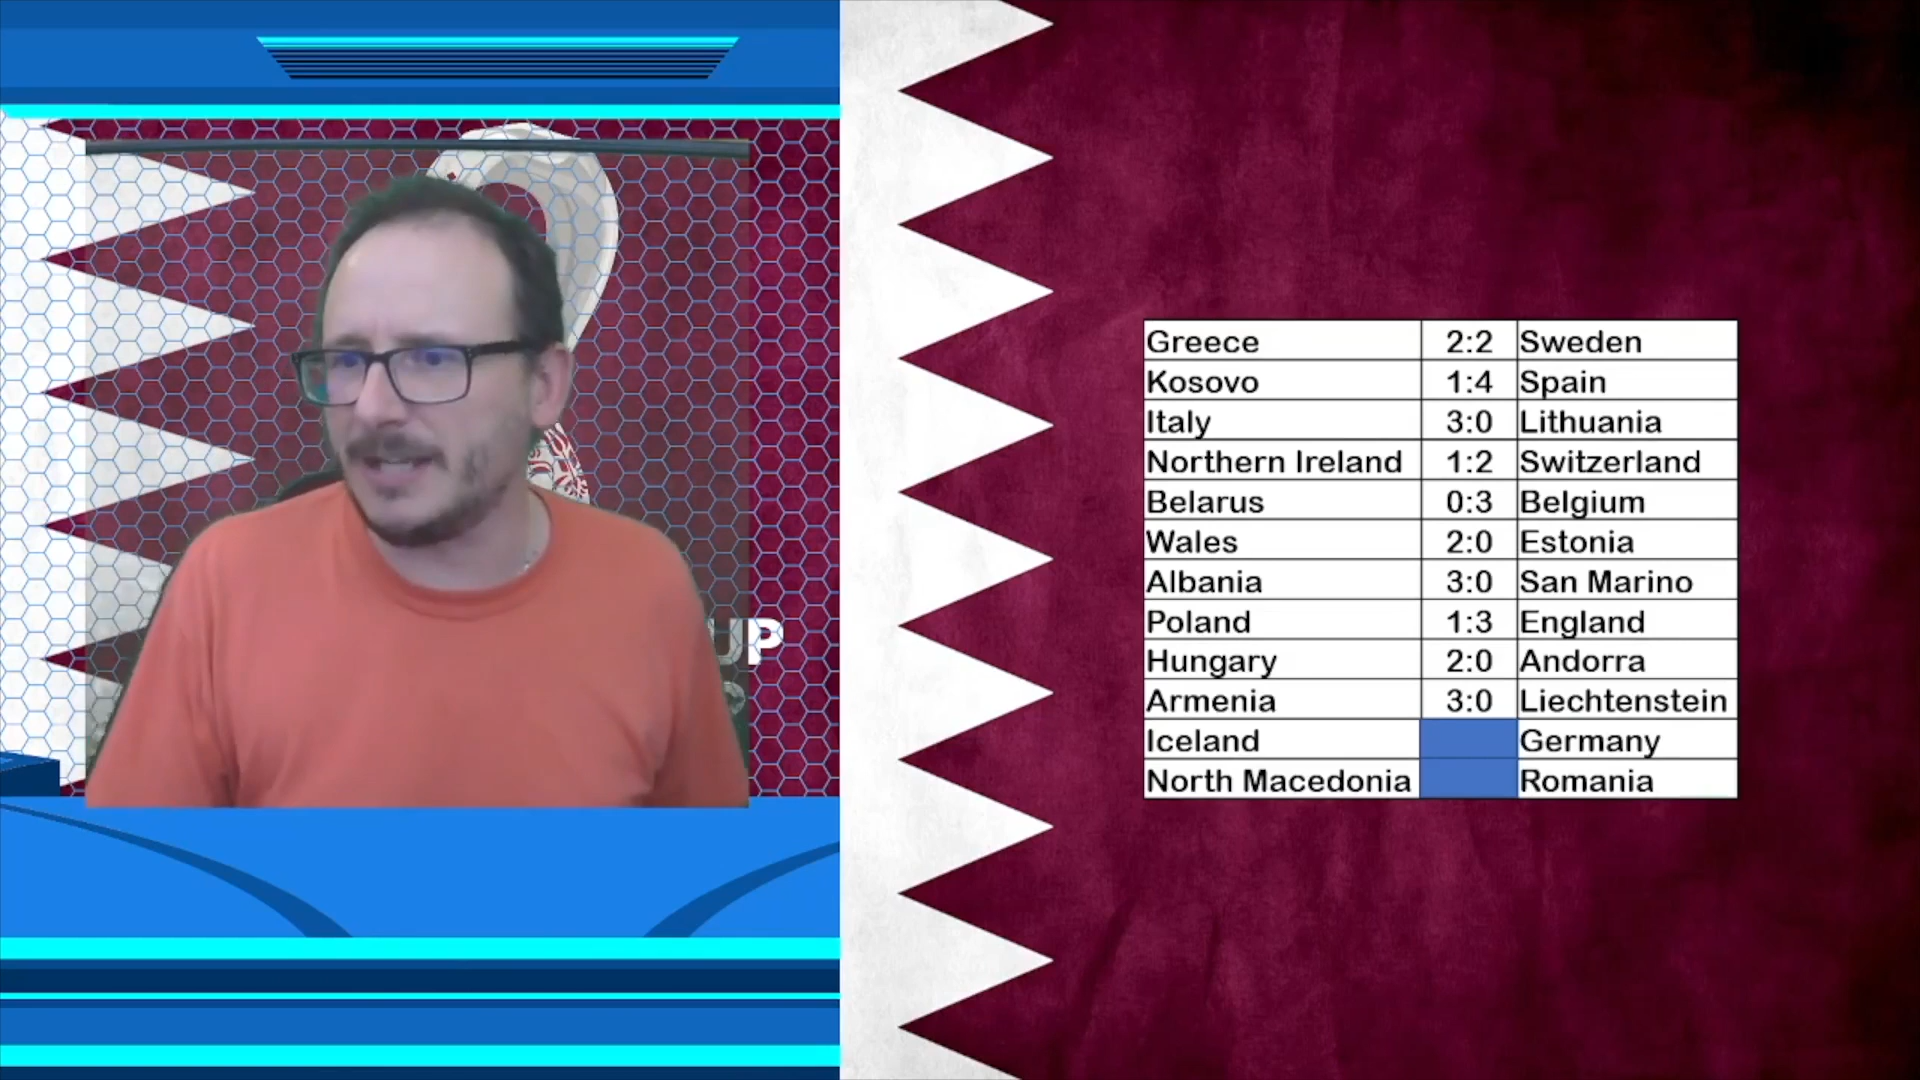 UP
Greece 2:2 Sweden
Kosovo 1:4 Spain
Italy 3:0 Lithuania
Northern Ireland 1:2 Switzerland
Belarus 0:3 Belgium
Wales 2:0 Estonia
Albania 3:0 San Marino
Poland 1:3 England
Hungary 2:0 Andorra
Armenia 3:0 Liechtenstein
Iceland Germany
North Macedonia Romania